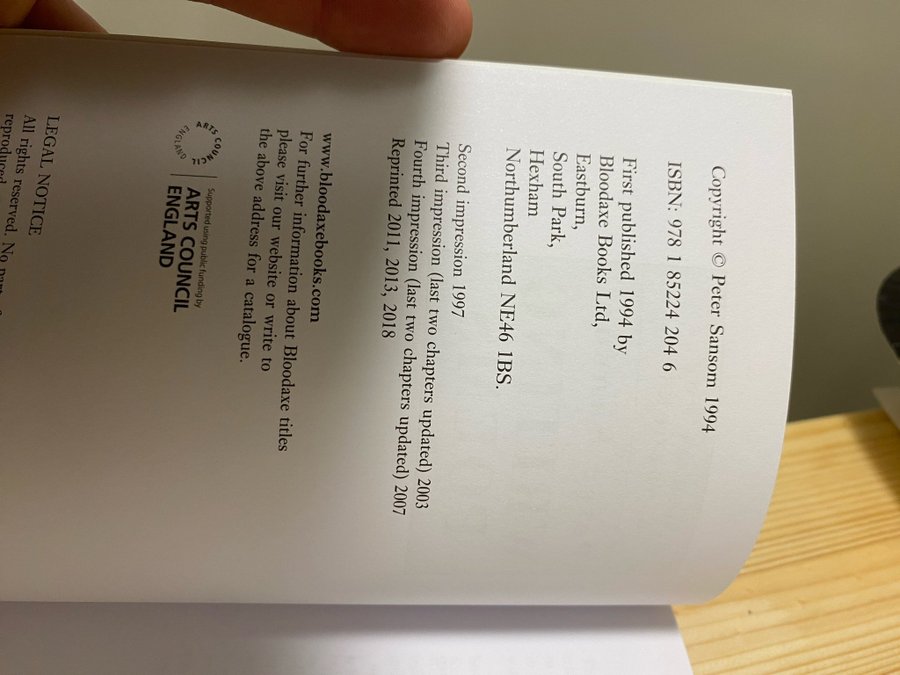 Copyright © Peter Sansom 1994
ISBN: 978 1 85224 204 6
First published 1994 by
Bloodaxe Books Ltd,
Eastburn,
South Park,
Hexham
Northumberland NE46 1BS.
Second impression 1997
Third impression (last two chapters updated) 2003
Fourth impression (last two chapters updated) 2007
Reprinted 2011, 2013, 2018
www.bloodaxebooks.com
For further information about Bloodaxe titles
please visit our website or write to
the above address for a catalogue.
ARTS COUNCIL ENGLAND
Supported using public funding by
ARTS COUNCIL
ENGLAND
LEGAL NOTICE
All rights reserved. No part
reproduced